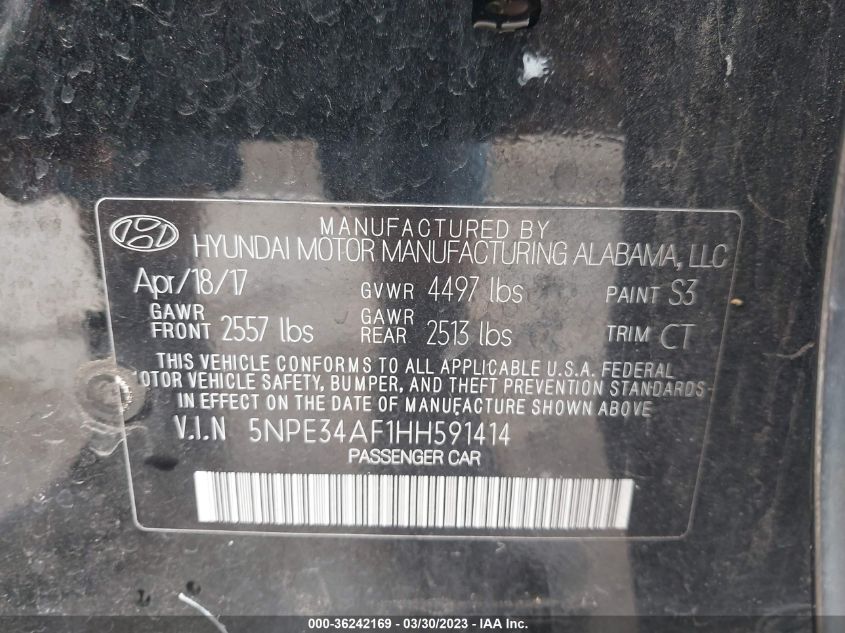 MANUFACTURED BY
HYUNDAI MOTOR MANUFACTURING ALABAMA, LLC
Apr/18/17 GVWR 4497 lbs PAINT S3
GAWR FRONT 2557 lbs GAWR REAR 2513 lbs TRIM CT
THIS VEHICLE CONFORMS TO ALL APPLICABLE U.S.A. FEDERAL
MOTOR VEHICLE SAFETY, BUMPER, AND THEFT PREVENTION STANDARDS
IN EFFECT ON THE DATE OF MANUFACTURE SHOWN ABOVE
V.I.N 5NPE34AF1HH591414
PASSENGER CAR
000-36242169 - 03/30/2023 - IAA Inc.